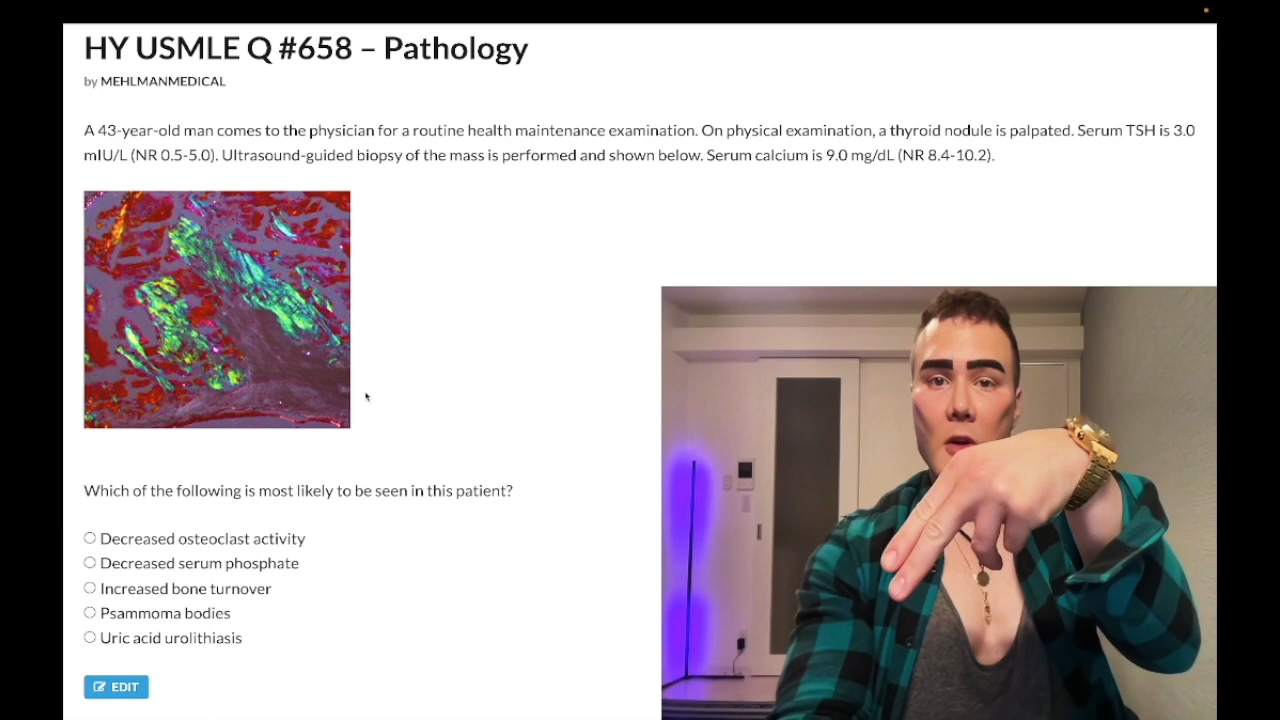 HY USMLE Q #658 – Pathology
by MEHLMANMEDICAL
A 43-year-old man comes to the physician for a routine health maintenance examination. On physical examination, a thyroid nodule is palpated. Serum TSH is 3.0
mIU/L (NR 0.5-5.0). Ultrasound-guided biopsy of the mass is performed and shown below. Serum calcium is 9.0 mg/dL (NR 8.4-10.2).
Which of the following is most likely to be seen in this patient?
Decreased osteoclast activity
Decreased serum phosphate
Increased bone turnover
Psammoma bodies
Uric acid urolithiasis
EDIT